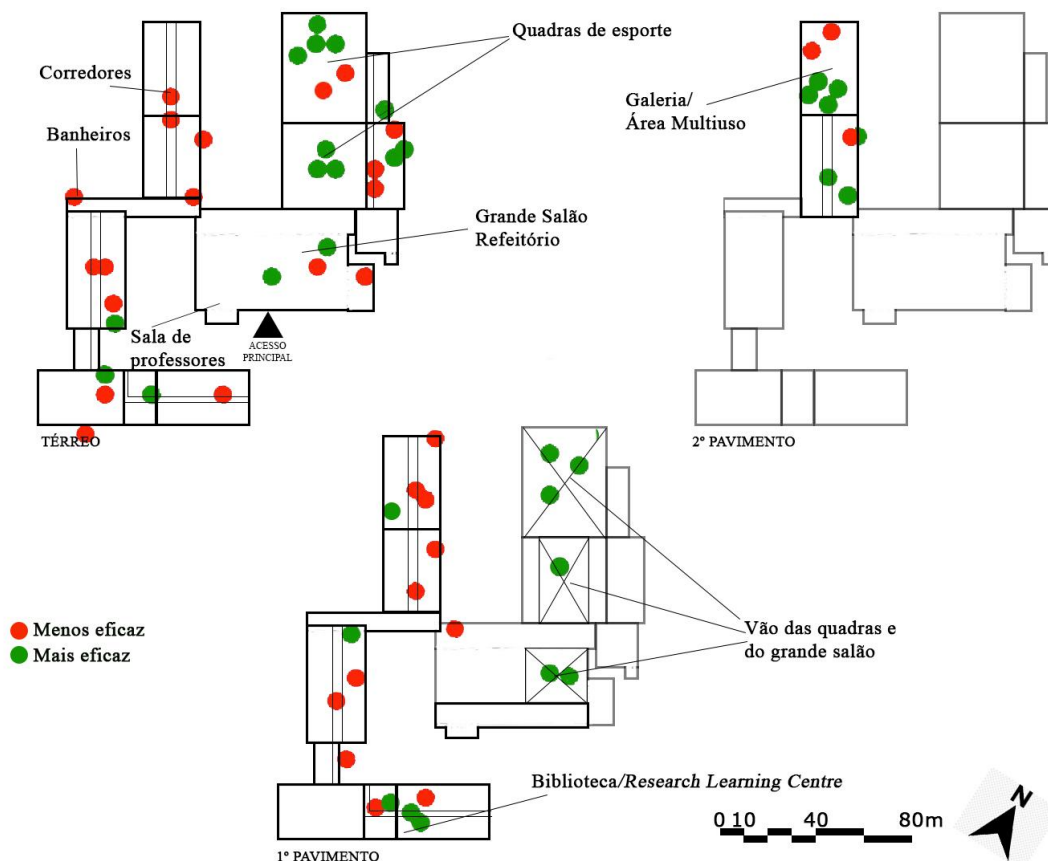 Quadras de esporte
Corredores
Banheiros
Galeria/
Área Multiuso
Grande Salão
Refeitório
Sala de
professores
ACESSO
PRINCIPAL
TÉRREO
2º PAVIMENTO
Menos eficaz
Mais eficaz
Vão das quadras e
do grande salão
Biblioteca/Research Learning Centre
1º PAVIMENTO
0 10 40 80m
N